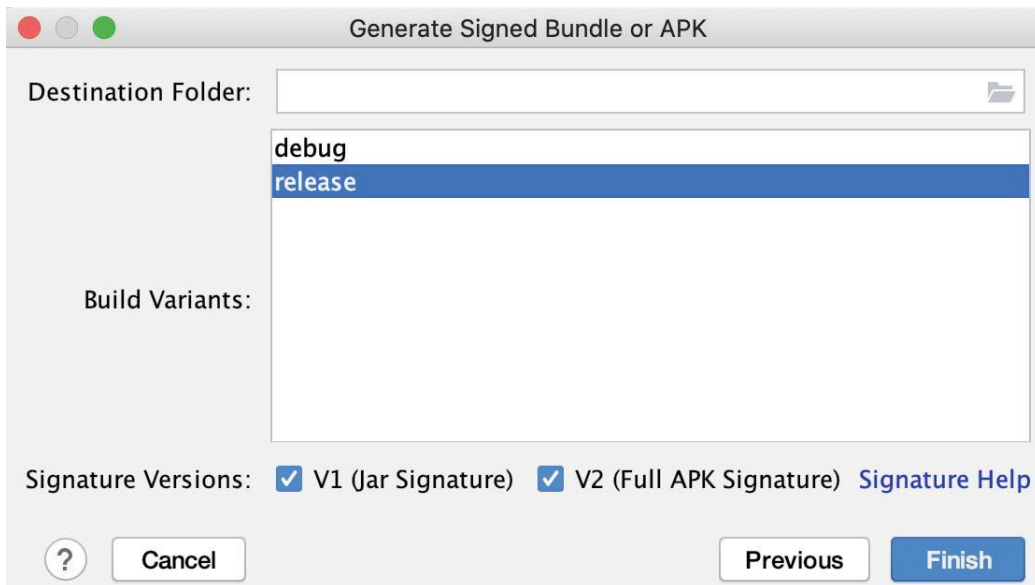 Generate Signed Bundle or APK
Destination Folder:
debug
release
Build Variants:
Signature Versions: V1 (Jar Signature) V2 (Full APK Signature) Signature Help
? Cancel Previous Finish